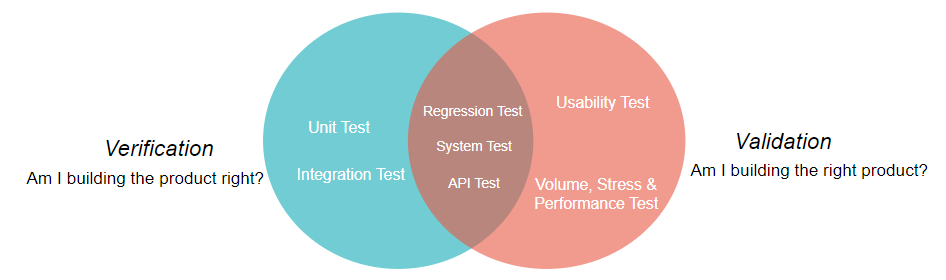 Verification
Am I building the product right?
Unit Test
Integration Test
Regression Test
System Test
API Test
Usability Test
Volume, Stress &
Performance Test
Validation
Am I building the right product?